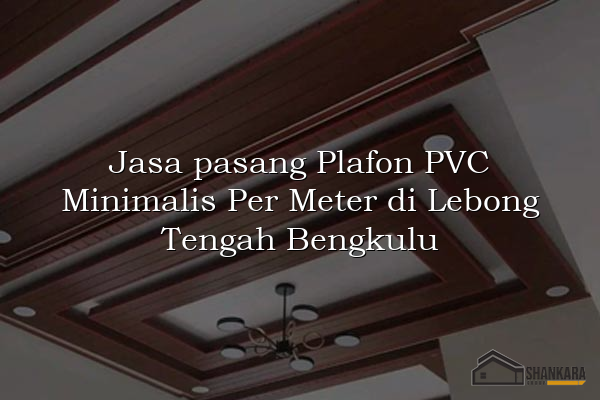 Jasa pasang Plafon PVC
Minimalis Per Meter di Lebong
Tengah Bengkulu
SHANKARA